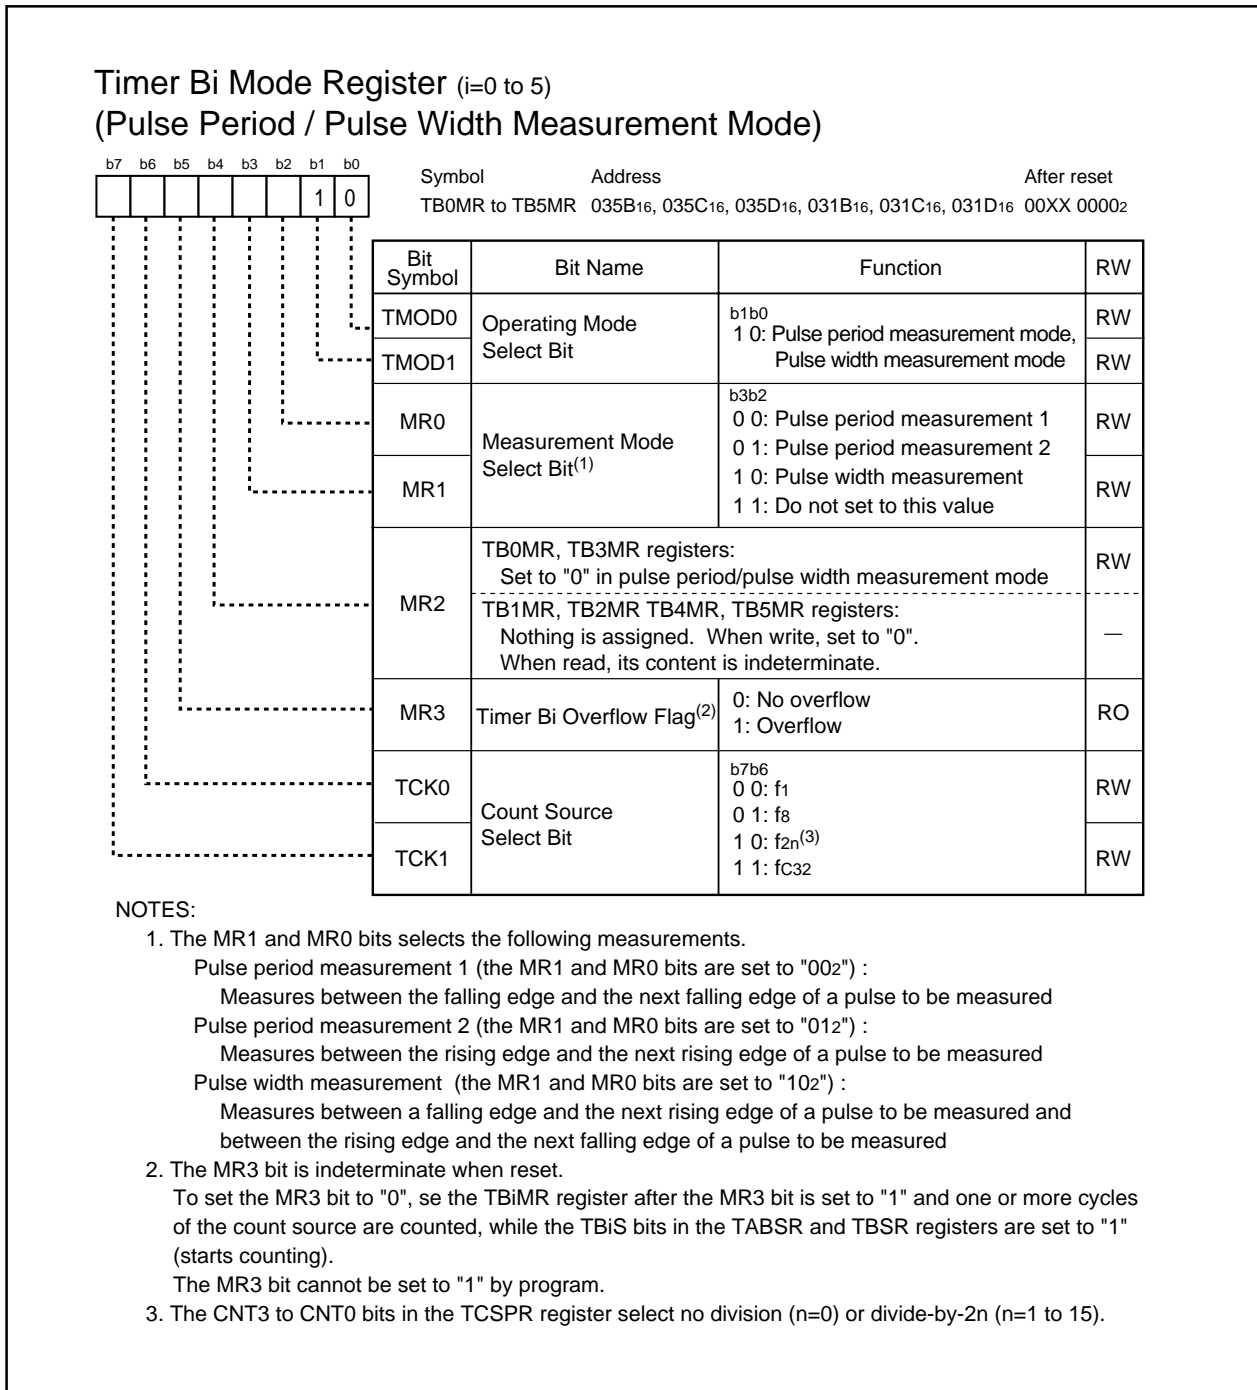 Timer Bi Mode Register (i=0 to 5)
(Pulse Period / Pulse Width Measurement Mode)
b7 b6 b5 b4 b3 b2 b1 b0
1 0
Symbol Address After reset
TB0MR to TB5MR 035B16, 035C16, 035D16, 031B16, 031C16, 031D16 00XX 00002
Bit Symbol Bit Name Function RW
TMOD0 Operating Mode Select Bit b1b0 RW
1 0: Pulse period measurement mode,
TMOD1 Pulse width measurement mode RW
MR0 Measurement Mode Select Bit(1) b3b2 RW
0 0: Pulse period measurement 1
0 1: Pulse period measurement 2
MR1 1 0: Pulse width measurement RW
1 1: Do not set to this value
MR2 TB0MR, TB3MR registers: RW
Set to "0" in pulse period/pulse width measurement mode
TB1MR, TB2MR TB4MR, TB5MR registers:
Nothing is assigned. When write, set to "0". —
When read, its content is indeterminate.
MR3 Timer Bi Overflow Flag(2) 0: No overflow RO
1: Overflow
TCK0 Count Source Select Bit b7b6 RW
0 0: f1
0 1: f8
TCK1 1 0: f2n(3) RW
1 1: fC32
NOTES:
1. The MR1 and MR0 bits selects the following measurements.
Pulse period measurement 1 (the MR1 and MR0 bits are set to "002") :
Measures between the falling edge and the next falling edge of a pulse to be measured
Pulse period measurement 2 (the MR1 and MR0 bits are set to "012") :
Measures between the rising edge and the next rising edge of a pulse to be measured
Pulse width measurement (the MR1 and MR0 bits are set to "102") :
Measures between a falling edge and the next rising edge of a pulse to be measured and
between the rising edge and the next falling edge of a pulse to be measured
2. The MR3 bit is indeterminate when reset.
To set the MR3 bit to "0", se the TBiMR register after the MR3 bit is set to "1" and one or more cycles
of the count source are counted, while the TBiS bits in the TABSR and TBSR registers are set to "1"
(starts counting).
The MR3 bit cannot be set to "1" by program.
3. The CNT3 to CNT0 bits in the TCSPR register select no division (n=0) or divide-by-2n (n=1 to 15).